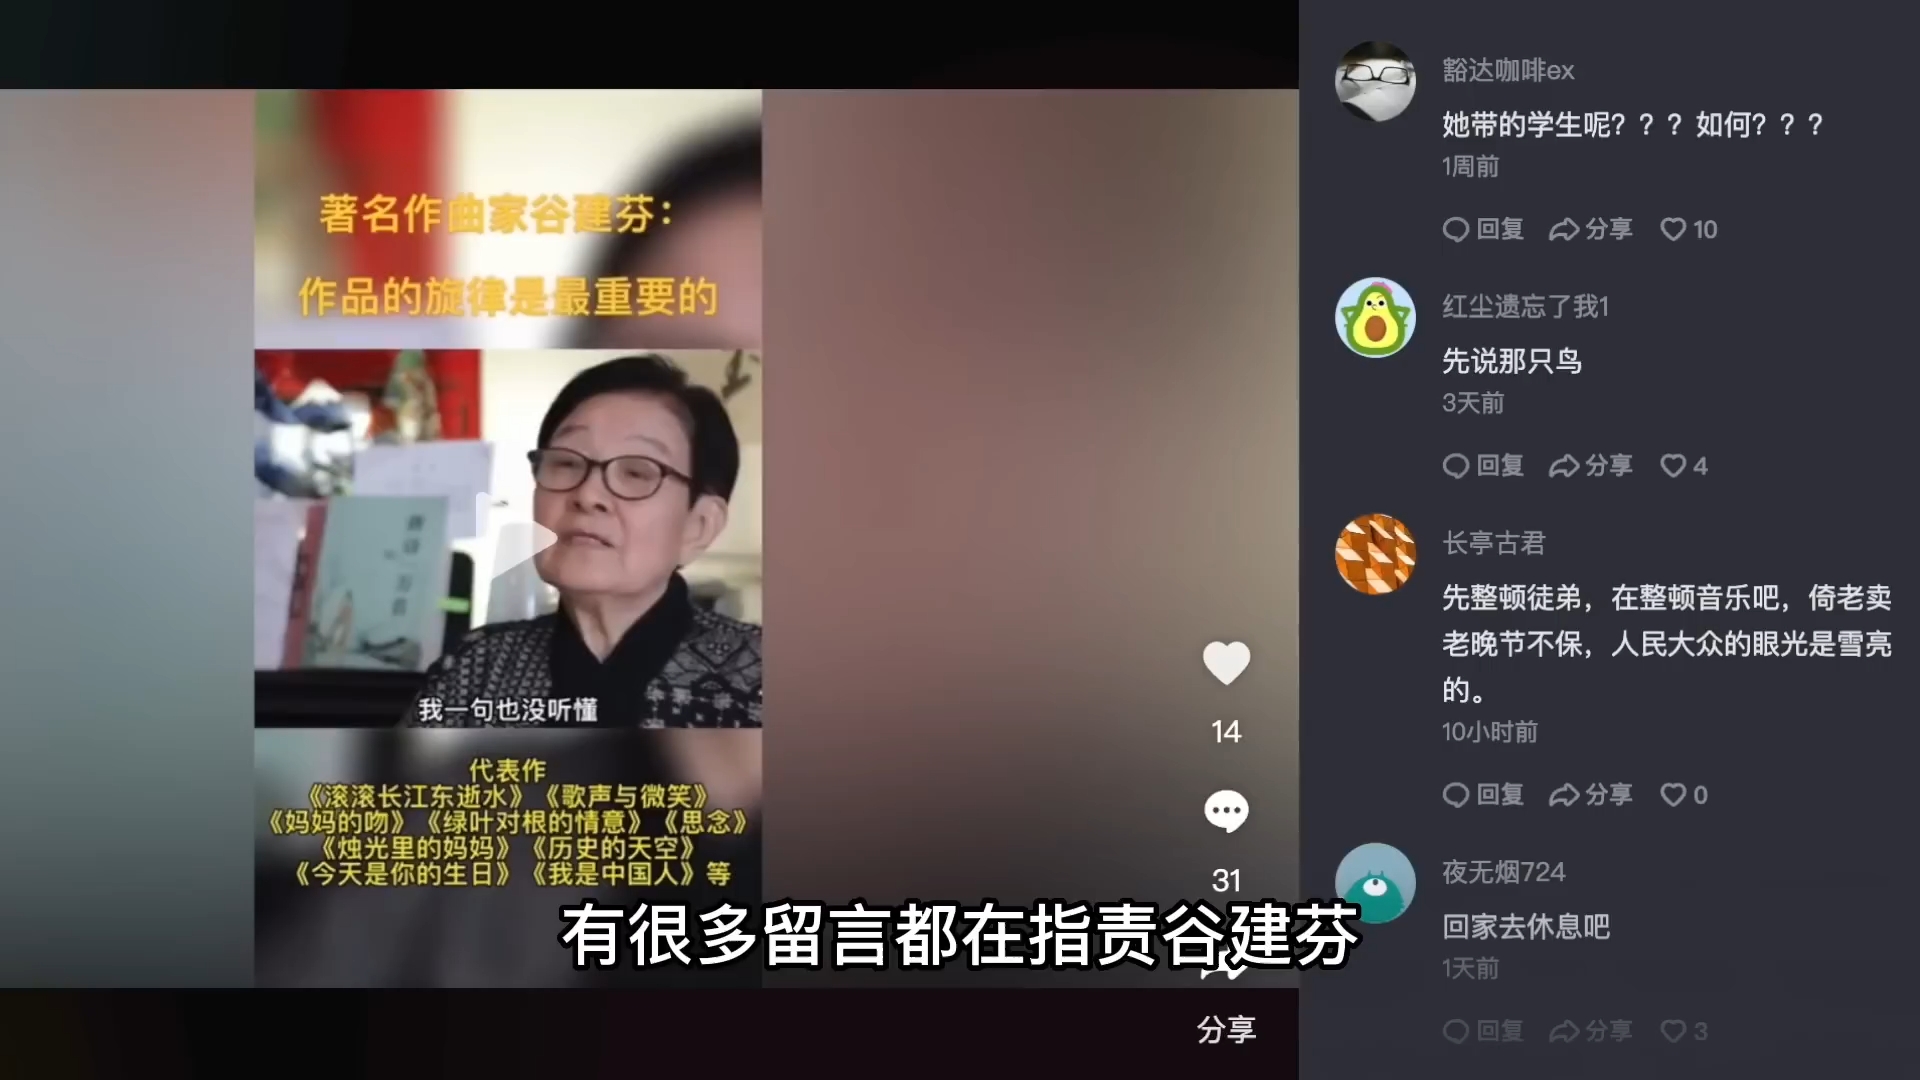 著名作曲家谷建芬：
作品的旋律是最重要的
我一句也没听懂
代表作
《滚滚长江东逝水》《歌声与微笑》
《妈妈的吻》《绿叶对根的情意》《思念》
《烛光里的妈妈》《历史的天空》
《今天是你的生日》《我是中国人》等
14
31
有很多留言都在指责谷建芬
分享
豁达咖啡ex
她带的学生呢？？？如何？？？
1周前
回复 分享 10
红尘遗忘了我1
先说那只鸟
3天前
回复 分享 4
长亭古君
先整顿徒弟，在整顿音乐吧，倚老卖
老晚节不保，人民大众的眼光是雪亮
的。
10小时前
回复 分享 0
夜无烟724
回家去休息吧
1天前
回复 分享 3